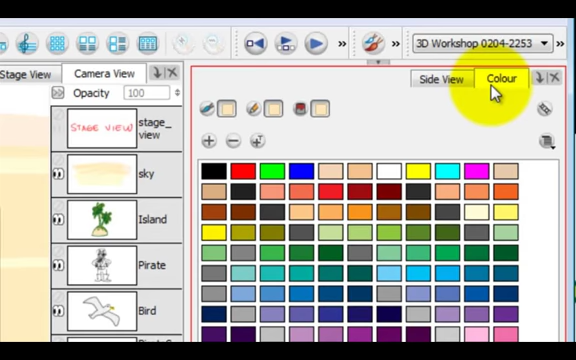 3D Workshop 0204-2253
Stage View
Camera View
Side View
Colour
Opacity
100
STAGE VIEW
stage_
view
sky
Island
Pirate
Bird